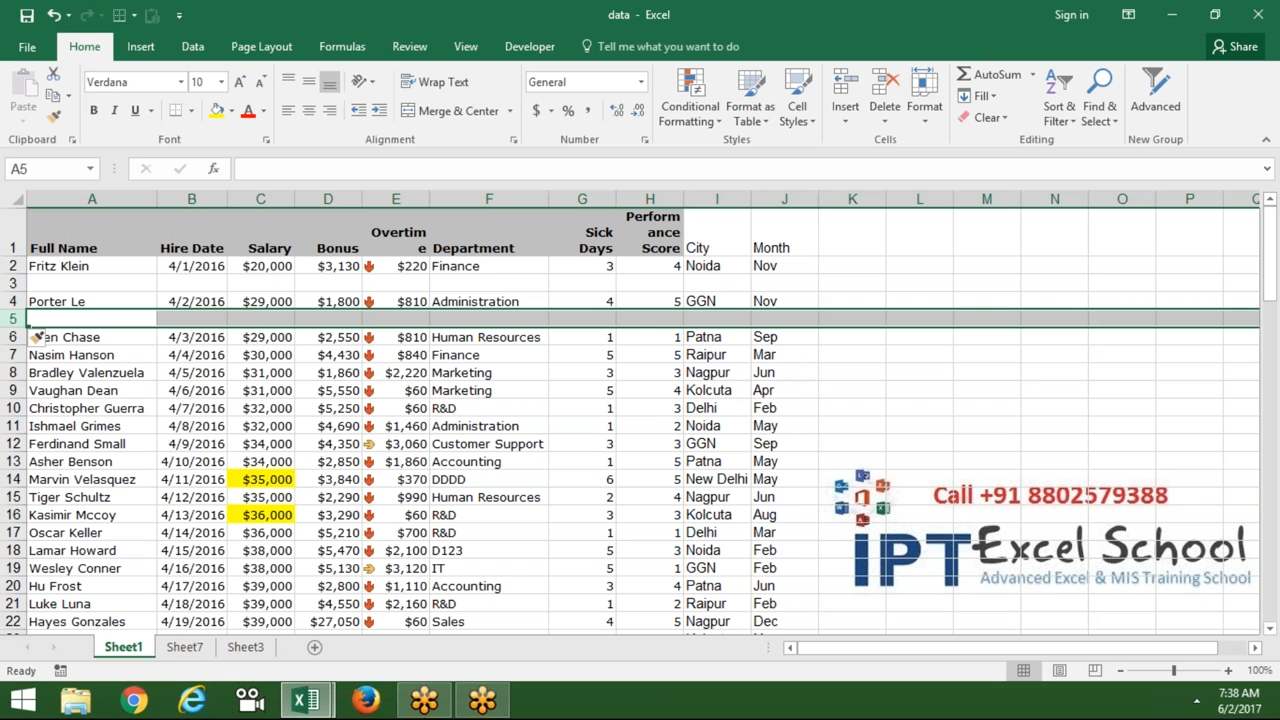 data - Excel
Sign in
File Home Insert Data Page Layout Formulas Review View Developer Tell me what you want to do Share
Paste
Verdana 10
B I U
Wrap Text
Merge & Center
General
$ % ,
Conditional Formatting
Format as Table
Cell Styles
Insert
Delete
Format
AutoSum
Fill
Clear
Sort & Filter
Find & Select
Advanced
Clipboard Font Alignment Number Styles Cells Editing New Group
A5 fx
A B C D E F G H I J K L M N O P Q
1 Full Name Hire Date Salary Bonus Overtime Department Sick Days Performance Score City Month
2 Fritz Klein 4/1/2016 $20,000 $3,130 $220 Finance 3 4 Noida Nov
3
4 Porter Le 4/2/2016 $29,000 $1,800 $810 Administration 4 5 GGN Nov
5
6 en Chase 4/3/2016 $29,000 $2,550 $810 Human Resources 1 1 Patna Sep
7 Nasim Hanson 4/4/2016 $30,000 $4,430 $840 Finance 5 5 Raipur Mar
8 Bradley Valenzuela 4/5/2016 $31,000 $1,860 $2,220 Marketing 3 3 Nagpur Jun
9 Vaughan Dean 4/6/2016 $31,000 $5,550 $60 Marketing 5 4 Kolcuta Apr
10 Christopher Guerra 4/7/2016 $32,000 $5,250 $60 R&D 1 3 Delhi Feb
11 Ishmael Grimes 4/8/2016 $32,000 $4,690 $1,460 Administration 1 2 Noida May
12 Ferdinand Small 4/9/2016 $34,000 $4,350 $3,060 Customer Support 3 3 GGN Sep
13 Asher Benson 4/10/2016 $34,000 $2,850 $1,860 Accounting 1 5 Patna May
14 Marvin Velasquez 4/11/2016 $35,000 $3,840 $370 DDDD 6 5 New Delhi May
15 Tiger Schultz 4/12/2016 $35,000 $2,290 $990 Human Resources 2 4 Nagpur Jun
16 Kasimir Mccoy 4/13/2016 $36,000 $3,290 $60 R&D 3 3 Kolcuta Aug
17 Oscar Keller 4/14/2016 $36,000 $5,210 $700 R&D 1 1 Delhi Mar
18 Lamar Howard 4/15/2016 $38,000 $5,470 $2,100 D123 5 3 Noida Feb
19 Wesley Conner 4/16/2016 $38,000 $5,130 $3,120 IT 5 1 GGN Feb
20 Hu Frost 4/17/2016 $39,000 $2,800 $1,110 Accounting 3 4 Patna Jun
21 Luke Luna 4/18/2016 $39,000 $4,550 $2,160 R&D 1 2 Raipur Feb
22 Hayes Gonzales 4/19/2016 $39,000 $27,050 $60 Sales 4 5 Nagpur Dec
Call +91 8802579388
IPT Excel School
Advanced Excel & MIS Training School
Sheet1 Sheet7 Sheet3
Ready 100%
7:38 AM
6/2/2017